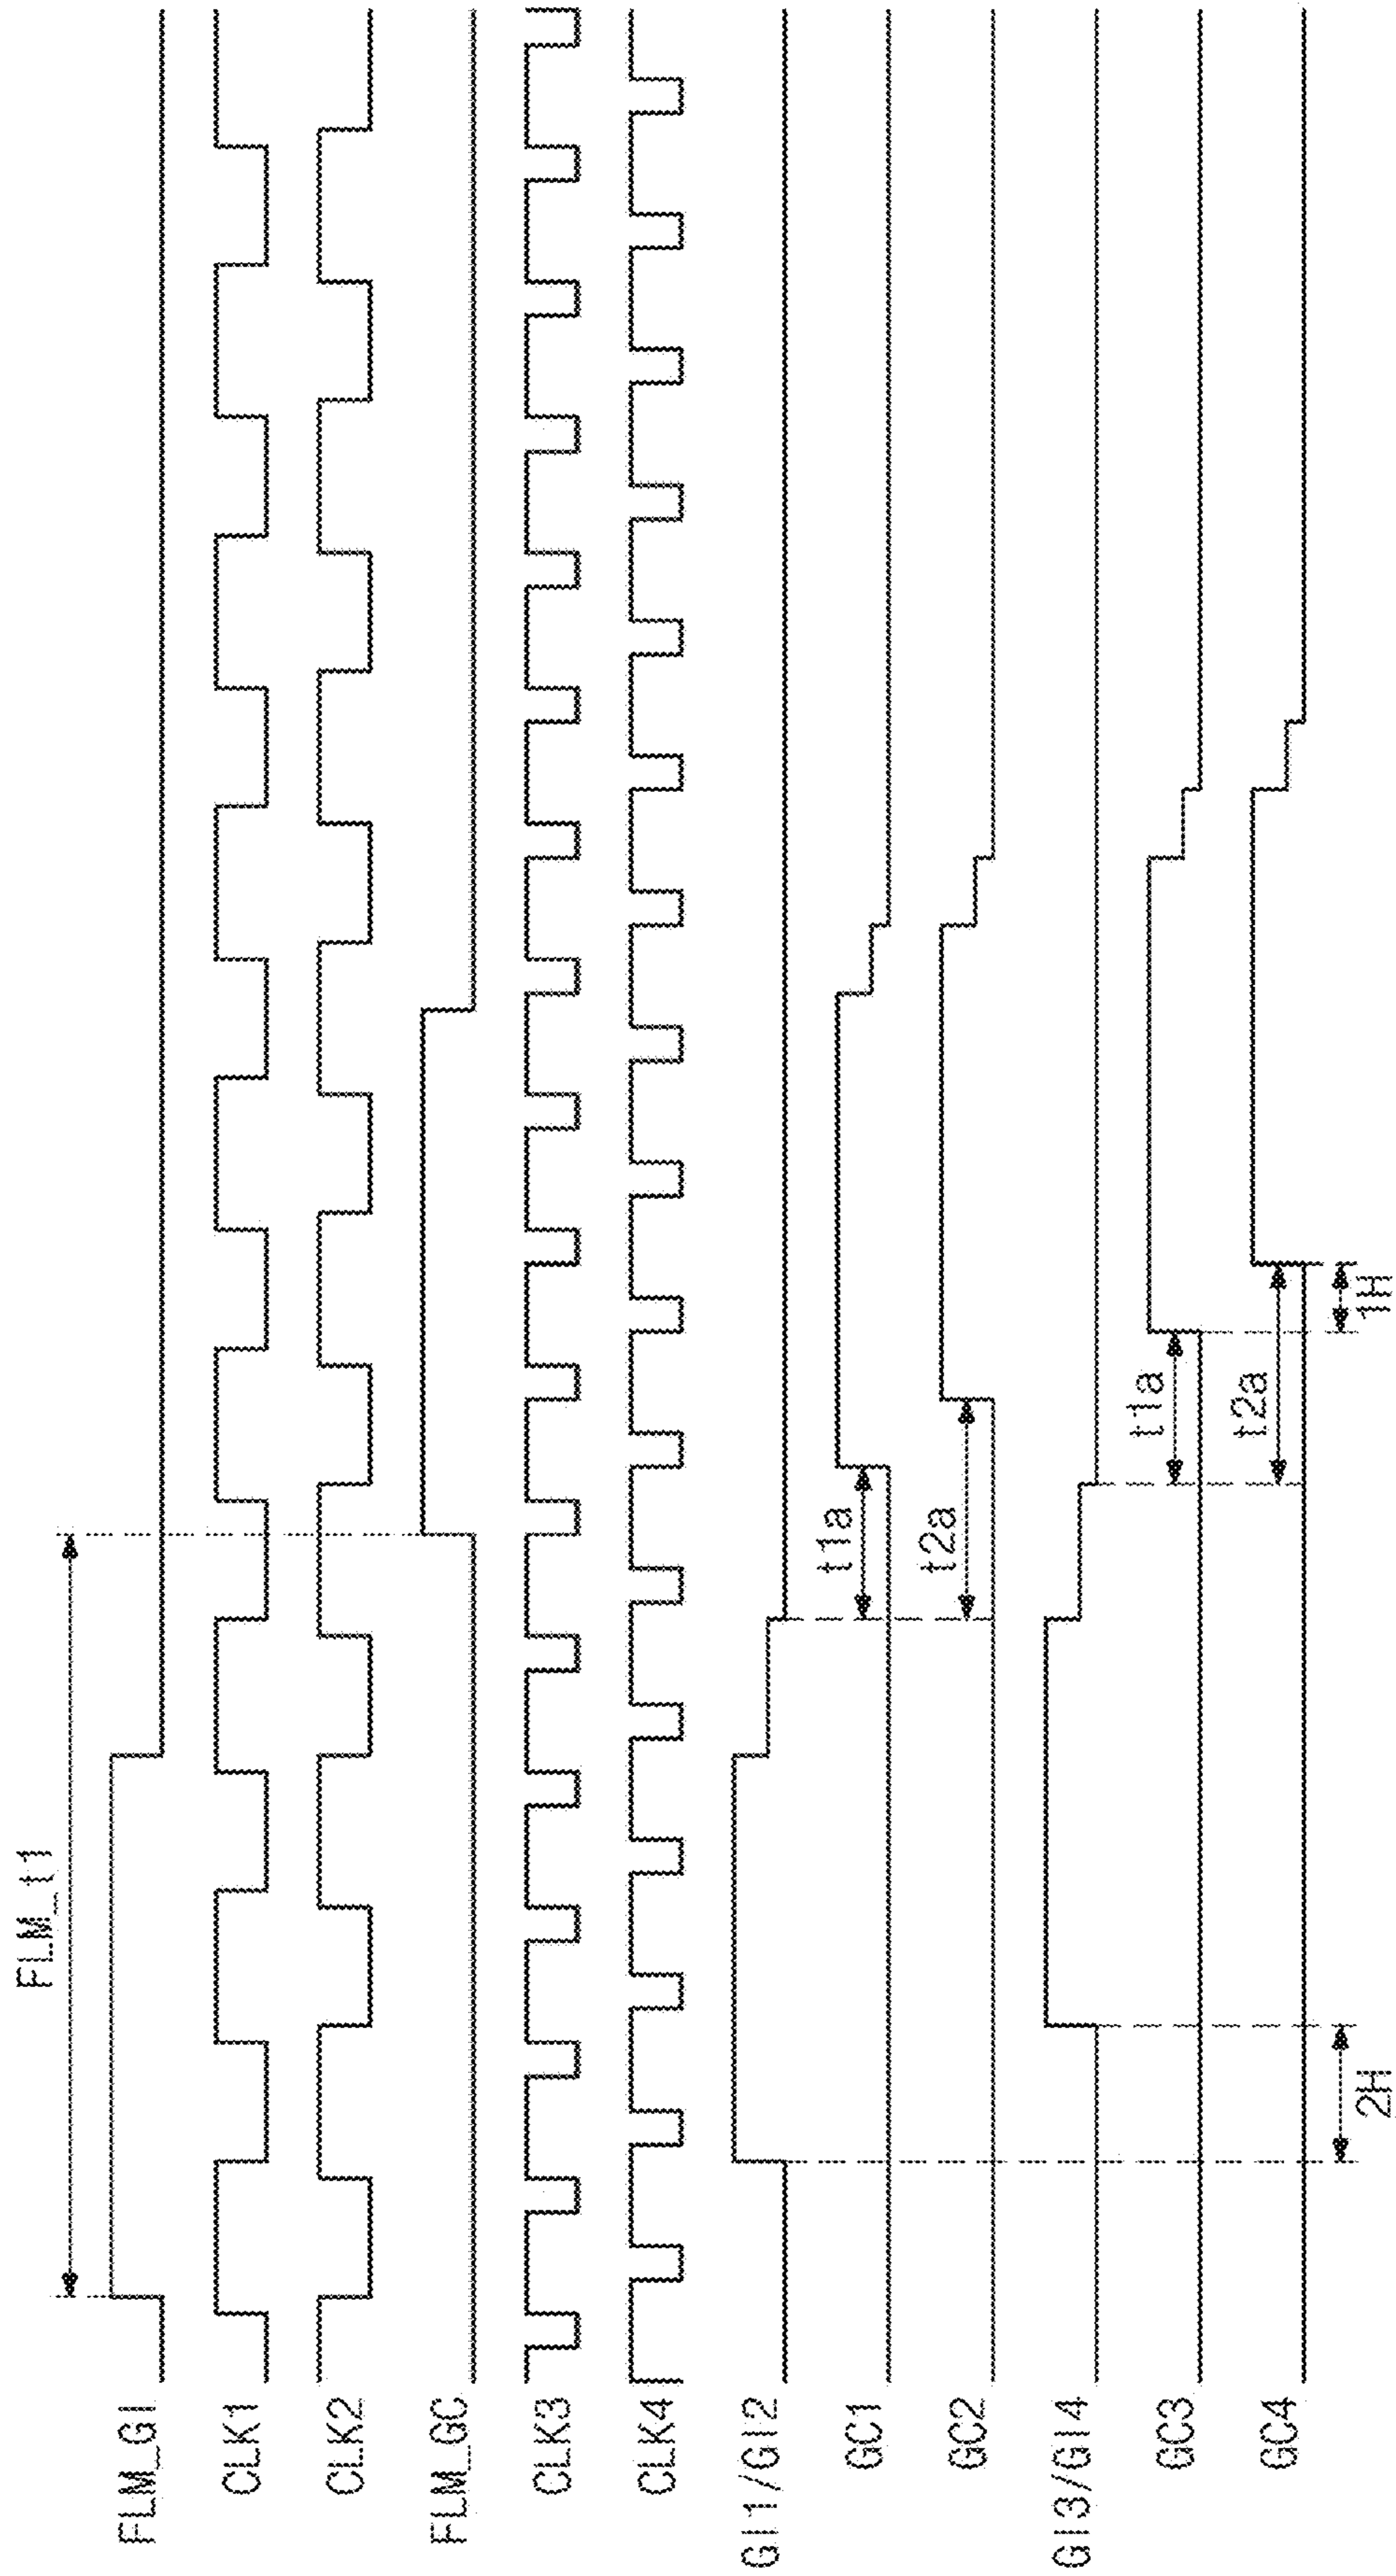 FLM_t1
FLM_GI
CLK1
CLK2
FLM_GC
CLK3
CLK4
GI1/GI2
GC1
t1a
GC2
t2a
GI3/GI4
GC3
t1a
GC4
t2a
2H
1H